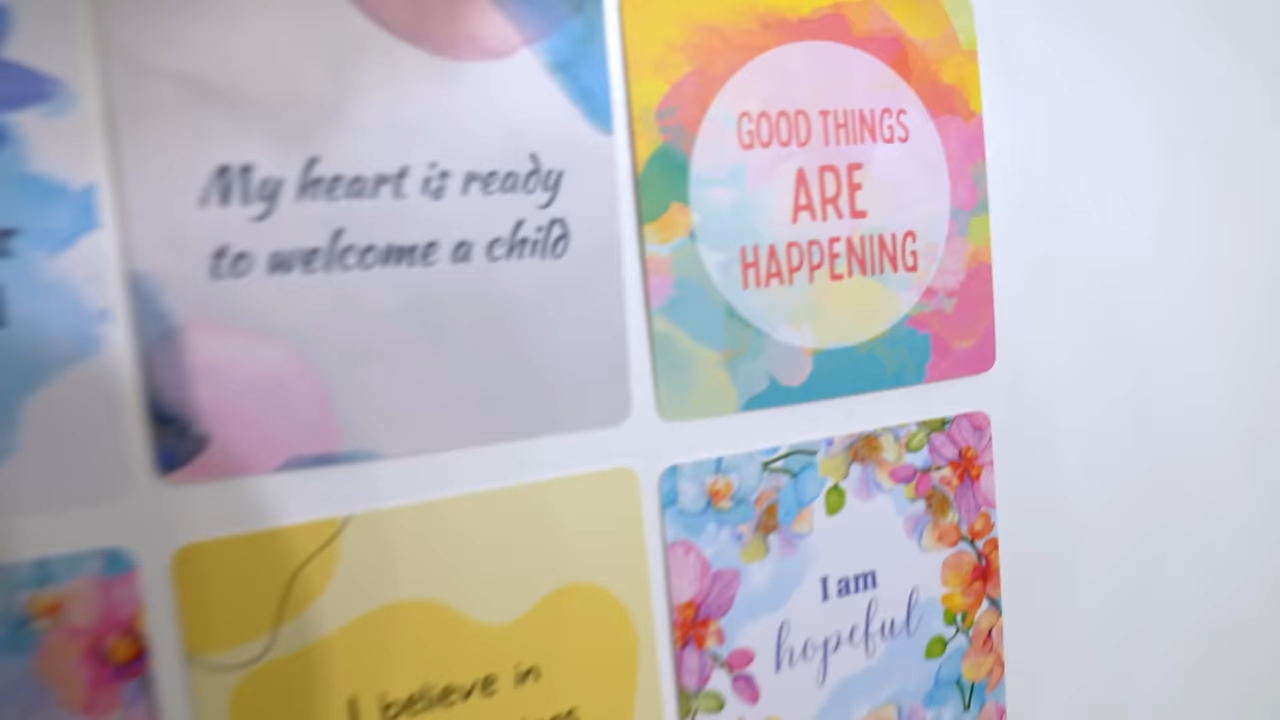 My heart is ready
to welcome a child
GOOD THINGS
ARE
HAPPENING
I believe in
I am
hopeful